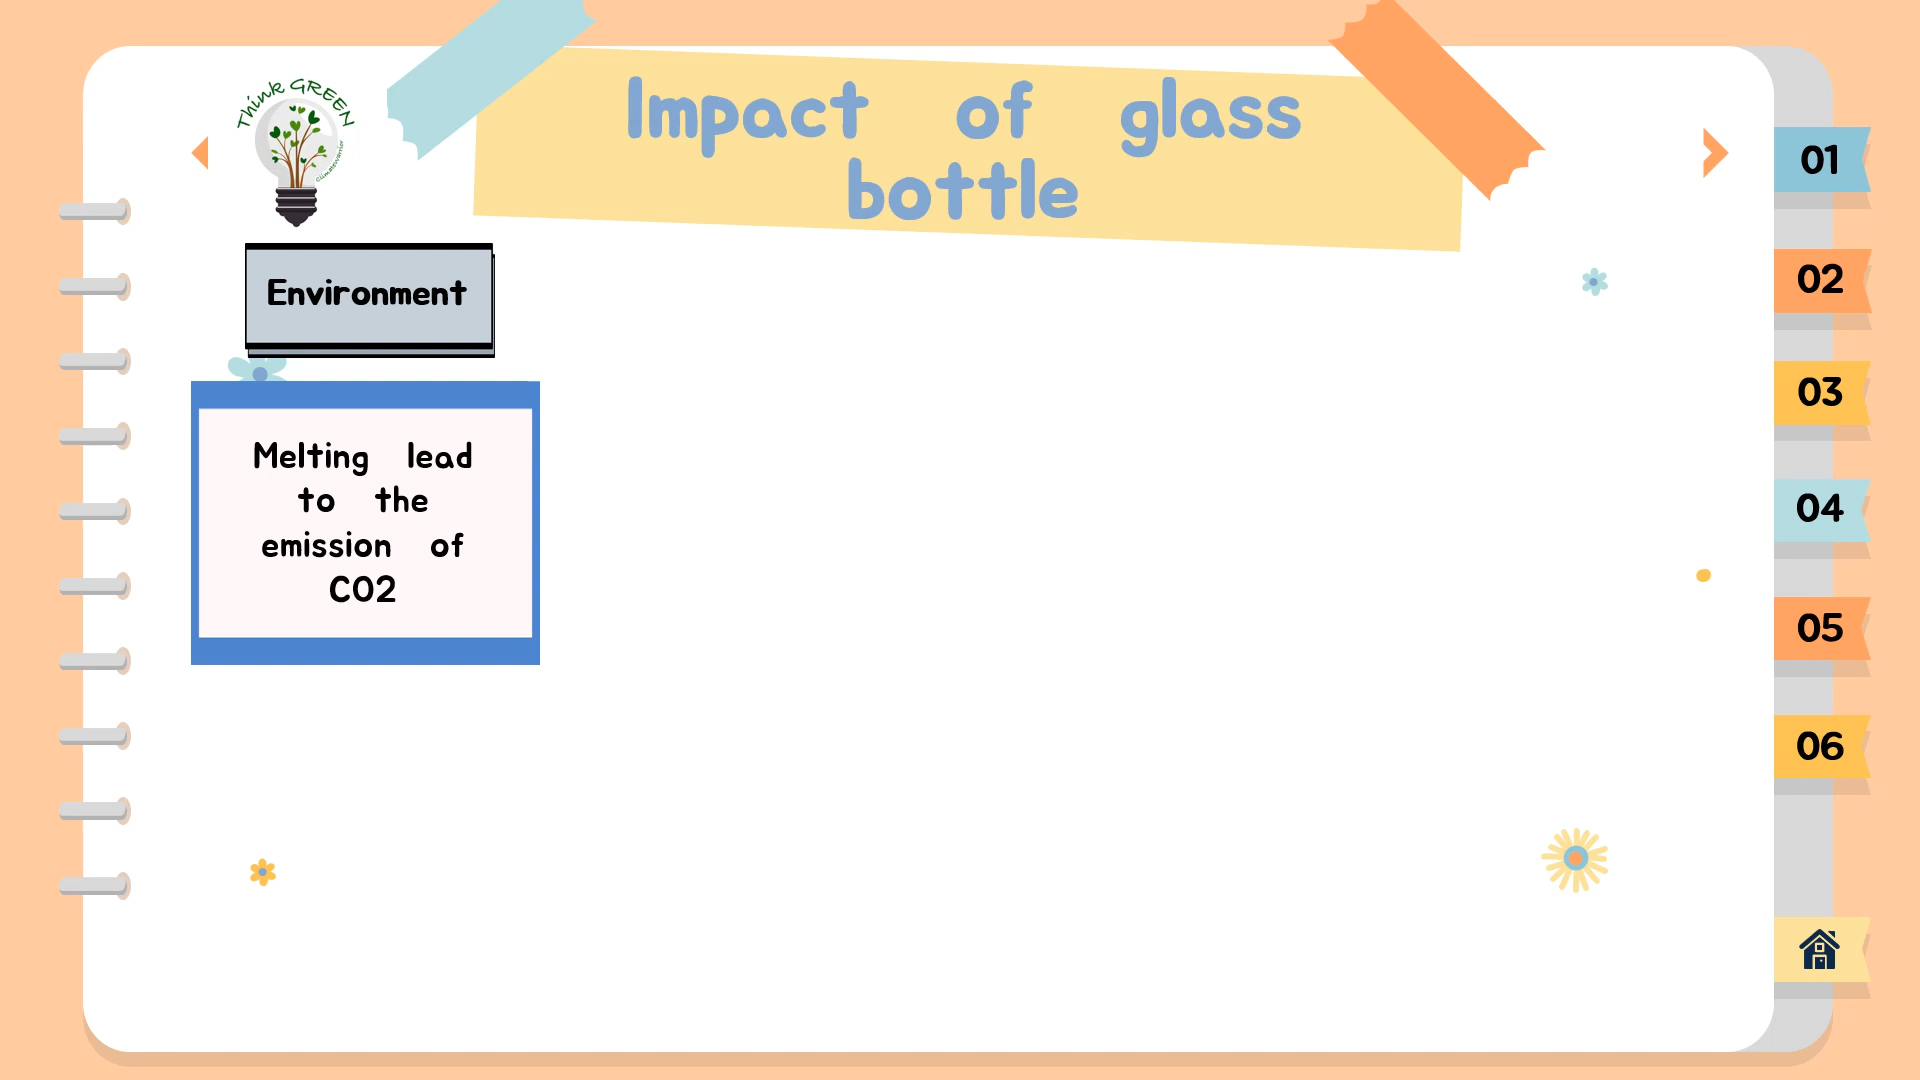 Think GREEN
Climatewarrior
Impact of glass
bottle
Environment
Melting lead
to the
emission of
CO2
01
02
03
04
05
06